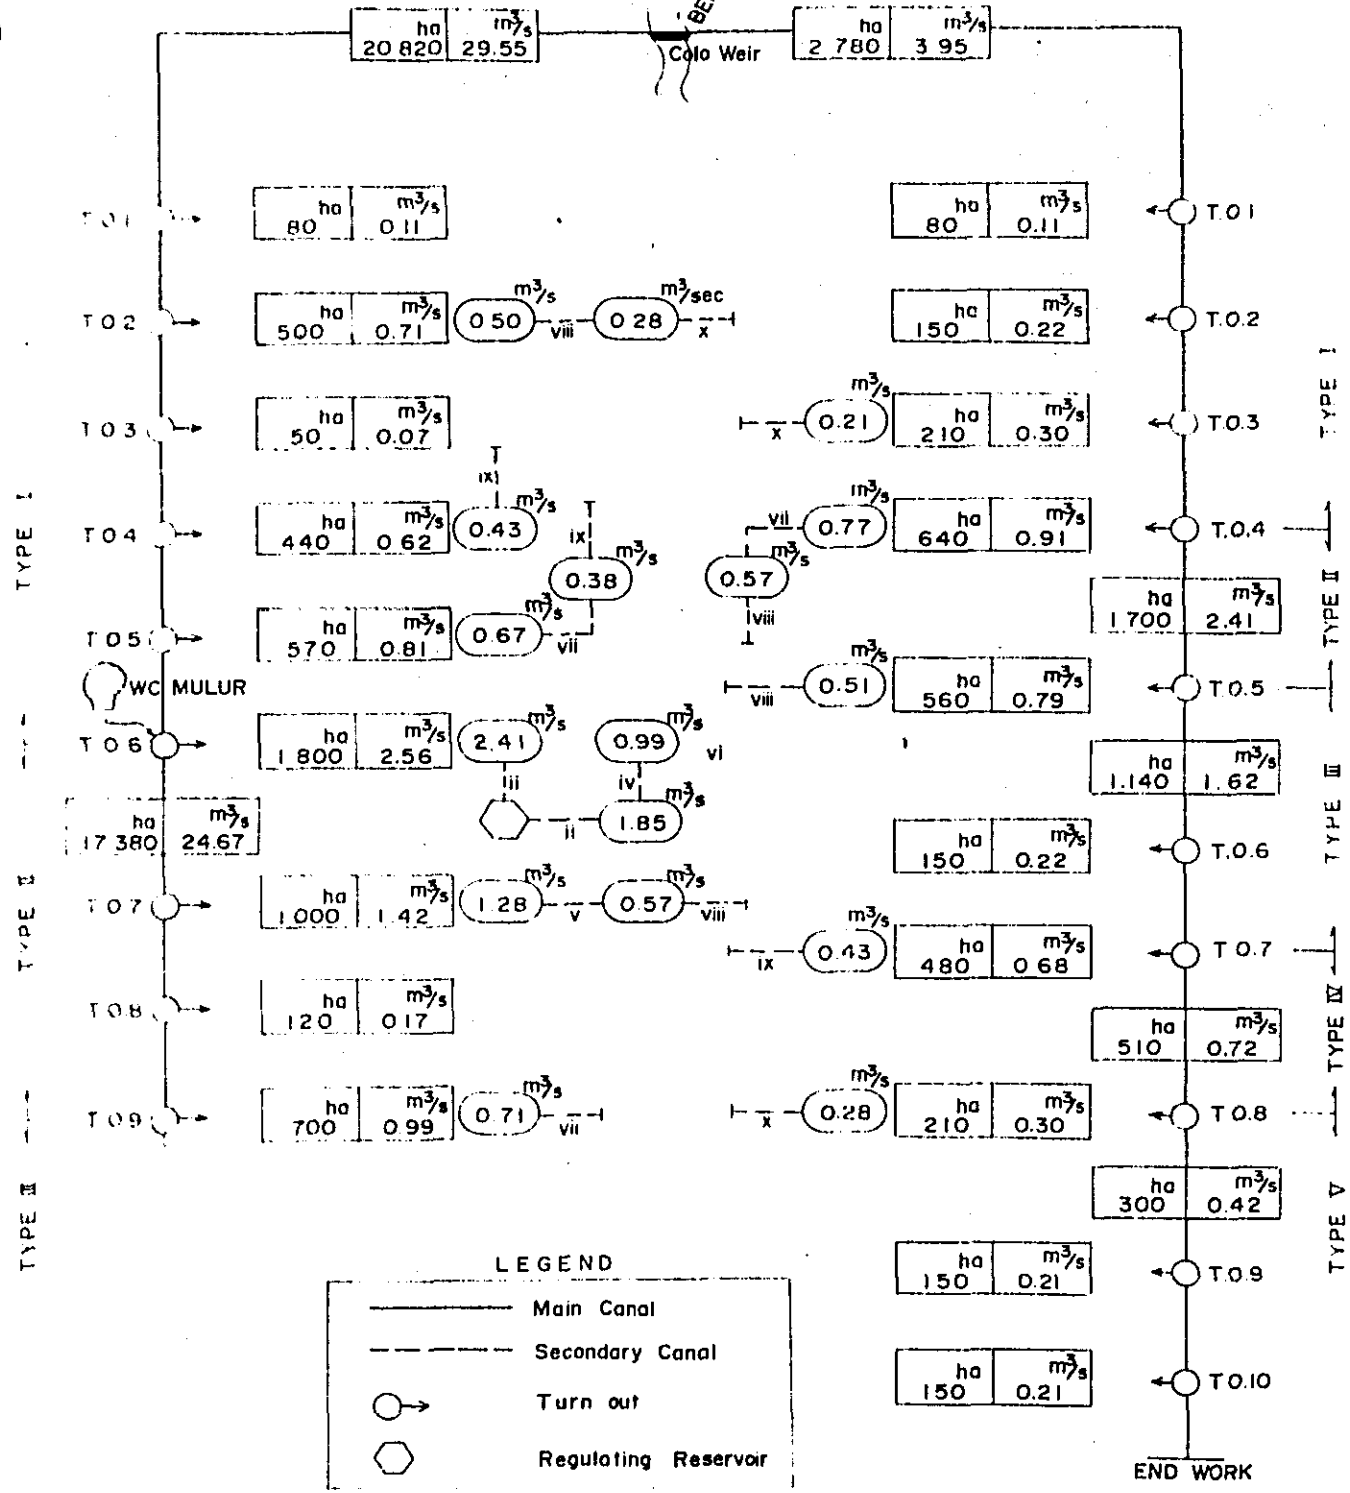 ha m³/s
20 820 29.55
Colo Weir
ha m³/s
2 780 3.95
T.O.1
ha m³/s
80 0.11
ha m³/s
80 0.11
T.O.1
T.O.2
ha m³/s
500 0.71
m³/s
0.50
viii
m³/sec
0.28
x
ha m³/s
150 0.22
T.O.2
TYPE I
T.O.3
ha m³/s
50 0.07
x
m³/s
0.21
ha m³/s
210 0.30
T.O.3
TYPE I
T.O.4
ha m³/s
440 0.62
ix
m³/s
0.43
vii
m³/s
0.77
ha m³/s
640 0.91
T.O.4
ix
m³/s
0.38
m³/s
0.57
viii
ha m³/s
1 700 2.41
TYPE II
T.O.5
ha m³/s
570 0.81
m³/s
0.67
vii
viii
m³/s
0.51
ha m³/s
560 0.79
T.O.5
WC MULUR
T.O.6
ha m³/s
1 800 2.56
m³/s
2.41
iii
ii
m³/s
1.85
iv
0.99
vi
ha m³/s
1.140 1.62
TYPE III
ha m³/s
17 380 24.67
ha m³/s
150 0.22
T.O.6
TYPE II
T.O.7
ha m³/s
1 000 1.42
m³/s
1.28
v
m³/s
0.57
viii
ix
m³/s
0.43
ha m³/s
480 0.68
T.O.7
T.O.8
ha m³/s
120 0.17
ha m³/s
510 0.72
TYPE IV
T.O.9
ha m³/s
700 0.99
m³/s
0.71
vii
x
m³/s
0.28
ha m³/s
210 0.30
T.O.8
TYPE III
ha m³/s
300 0.42
TYPE V
ha m³/s
150 0.21
T.O.9
ha m³/s
150 0.21
T.O.10
END WORK
LEGEND
Main Canal
Secondary Canal
Turn out
Regulating Reservoir